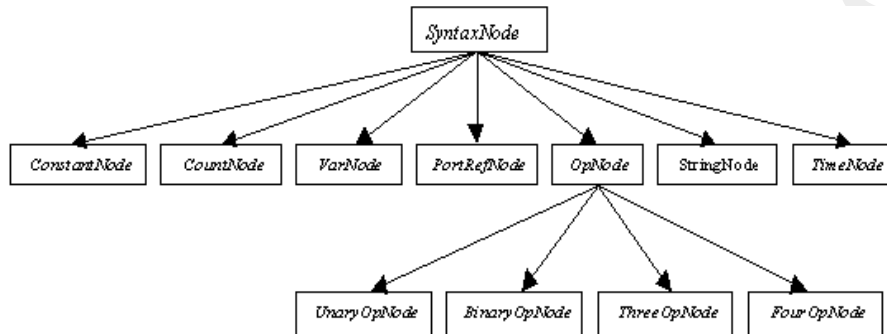 SyntaxNode
ConstantNode
CountNode
VarNode
PortRefNode
OpNode
StringNode
TimeNode
UnaryOpNode
BinaryOpNode
ThreeOpNode
FourOpNode